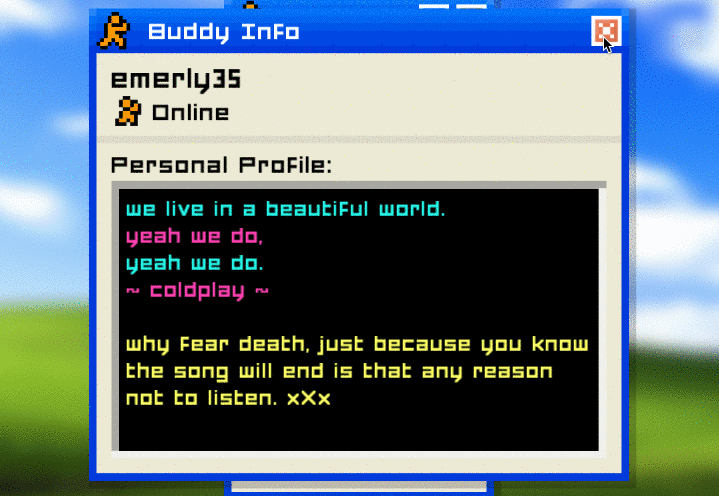 Buddy Info
emerly35
Online
Personal Profile:
we live in a beautiful world.
yeah we do,
yeah we do.
~ coldplay ~
why fear death, just because you know
the song will end is that any reason
not to listen. xXx